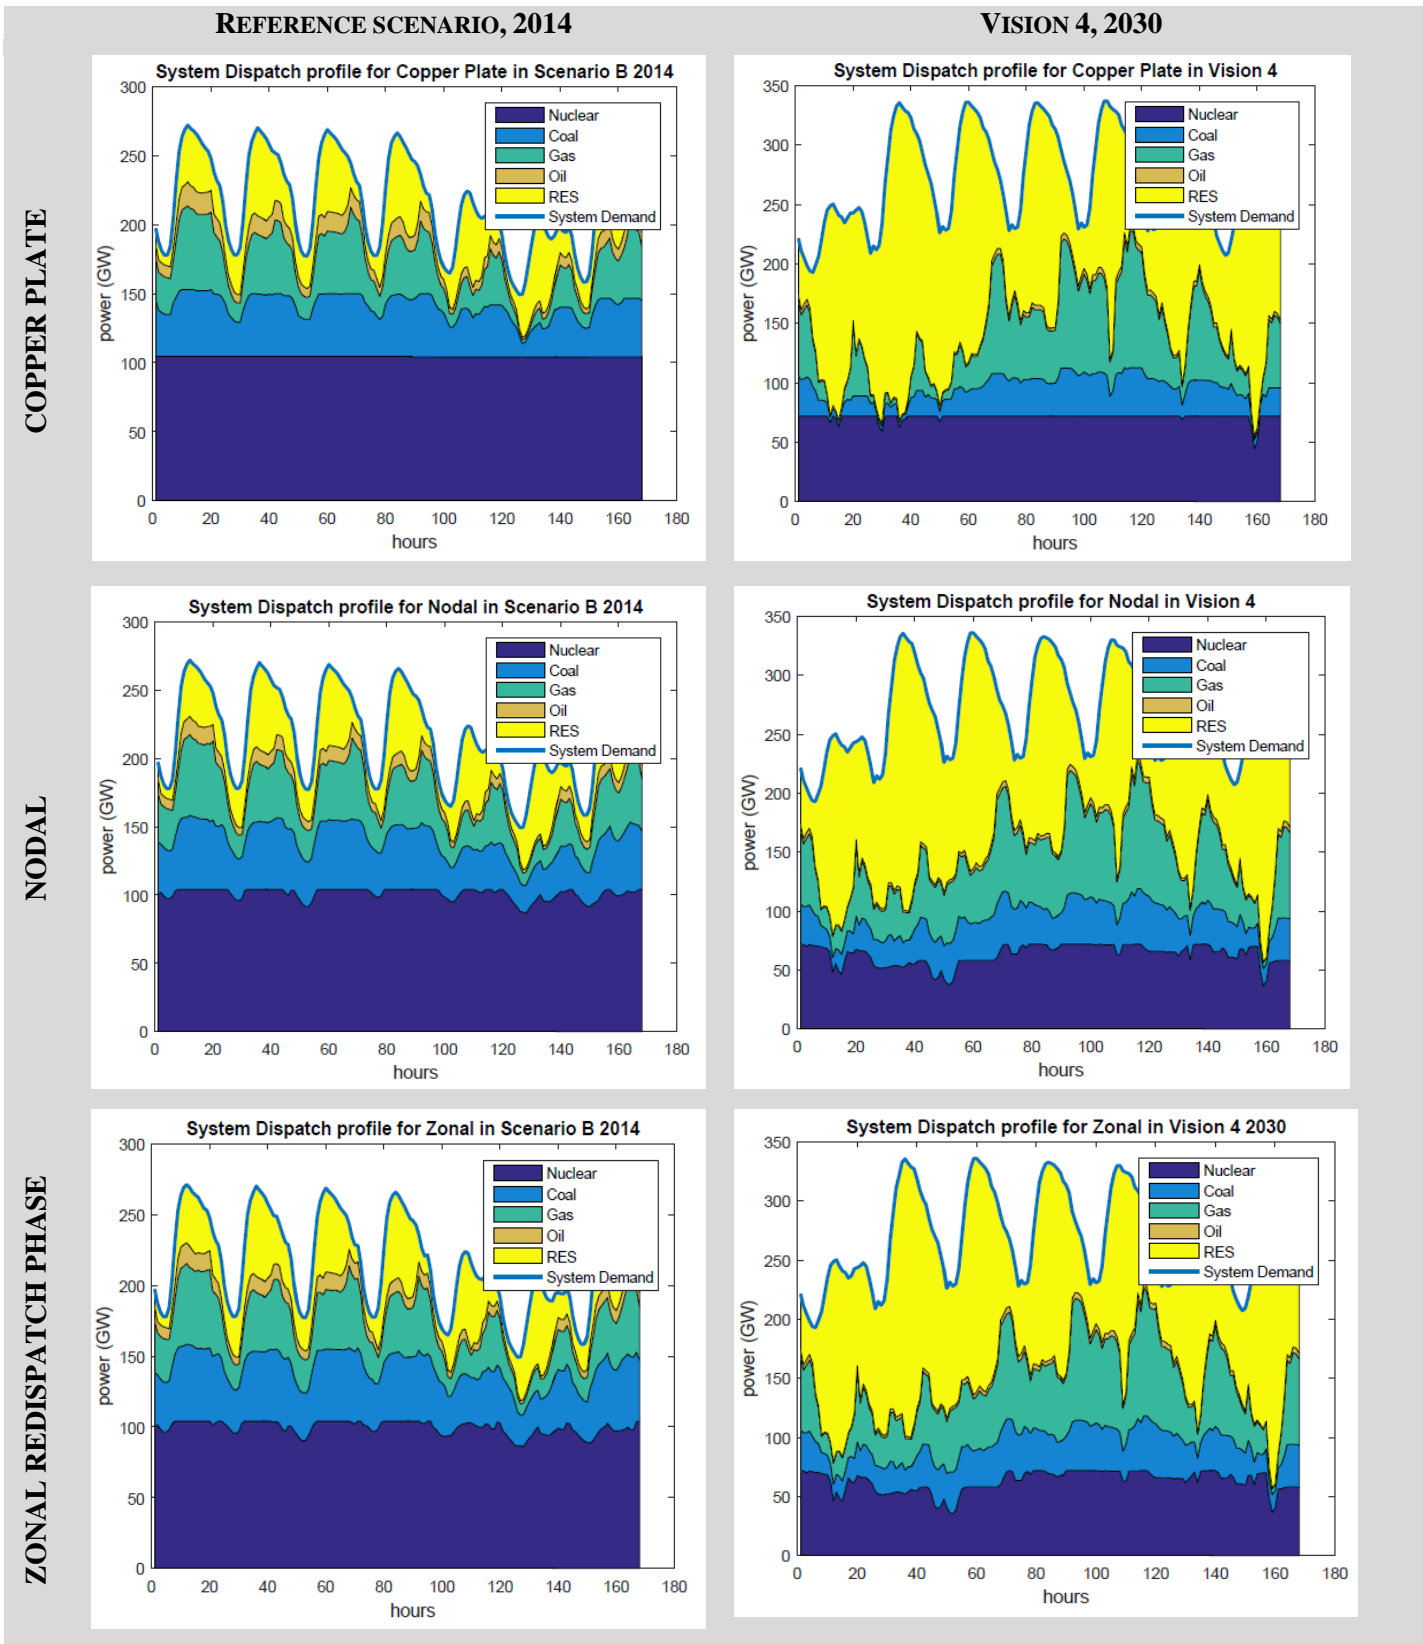 REFERENCE SCENARIO, 2014
VISION 4, 2030
COPPER PLATE
System Dispatch profile for Copper Plate in Scenario B 2014
300
250
200
150
100
50
0
power (GW)
0 20 40 60 80 100 120 140 160 180
hours
Nuclear
Coal
Gas
Oil
RES
System Demand
System Dispatch profile for Copper Plate in Vision 4
350
300
250
200
150
100
50
0
power (GW)
0 20 40 60 80 100 120 140 160 180
hours
Nuclear
Coal
Gas
Oil
RES
System Demand
NODAL
System Dispatch profile for Nodal in Scenario B 2014
300
250
200
150
100
50
0
power (GW)
0 20 40 60 80 100 120 140 160 180
hours
Nuclear
Coal
Gas
Oil
RES
System Demand
System Dispatch profile for Nodal in Vision 4
350
300
250
200
150
100
50
0
power (GW)
0 20 40 60 80 100 120 140 160 180
hours
Nuclear
Coal
Gas
Oil
RES
System Demand
ZONAL REDISPATCH PHASE
System Dispatch profile for Zonal in Scenario B 2014
300
250
200
150
100
50
0
power (GW)
0 20 40 60 80 100 120 140 160 180
hours
Nuclear
Coal
Gas
Oil
RES
System Demand
System Dispatch profile for Zonal in Vision 4 2030
350
300
250
200
150
100
50
0
power (GW)
0 20 40 60 80 100 120 140 160 180
hours
Nuclear
Coal
Gas
Oil
RES
System Demand